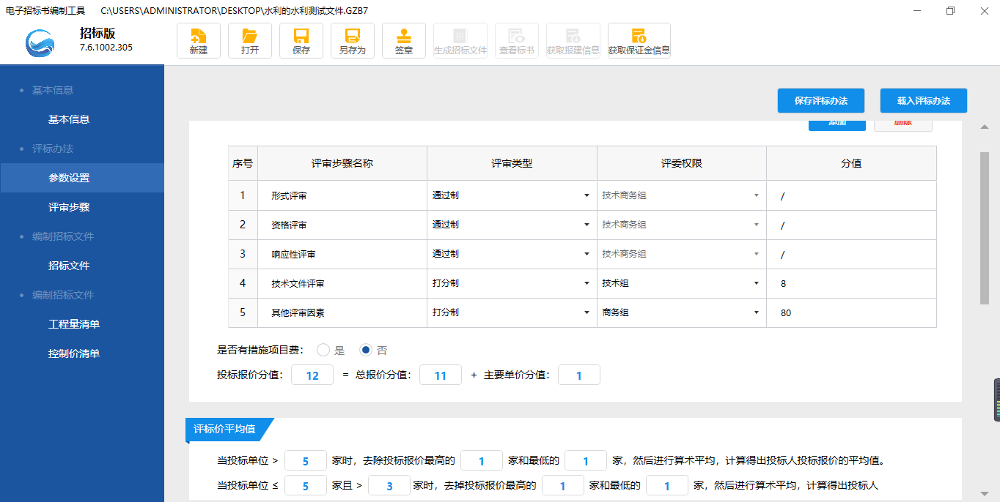 电子招标书编制工具 C:\USERS\ADMINISTRATOR\DESKTOP\水利的水利测试文件.GZB7
招标版
7.6.1002.305
新建 打开 保存 另存为 签章 生成招标文件 查看标书 获取报建信息 获取保证金信息
基本信息
基本信息
评标办法
参数设置
评审步骤
编制招标文件
招标文件
编制招标文件
工程量清单
控制价清单
保存评标办法 载入评标办法
添加 删除
序号 评审步骤名称 评审类型 评委权限 分值
1 形式评审 通过制 技术商务组 /
2 资格评审 通过制 技术商务组 /
3 响应性评审 通过制 技术商务组 /
4 技术文件评审 打分制 技术组 8
5 其他评审因素 打分制 商务组 80
是否有措施项目费： 是 否
投标报价分值： 12 = 总报价分值： 11 + 主要单价分值： 1
评标价平均值
当投标单位 > 5 家时，去除投标报价最高的 1 家和最低的 1 家，然后进行算术平均，计算得出投标人投标报价的平均值。
当投标单位 ≤ 5 家且 > 3 家时，去掉投标报价最高的 1 家和最低的 1 家，然后进行算术平均，计算得出投标人